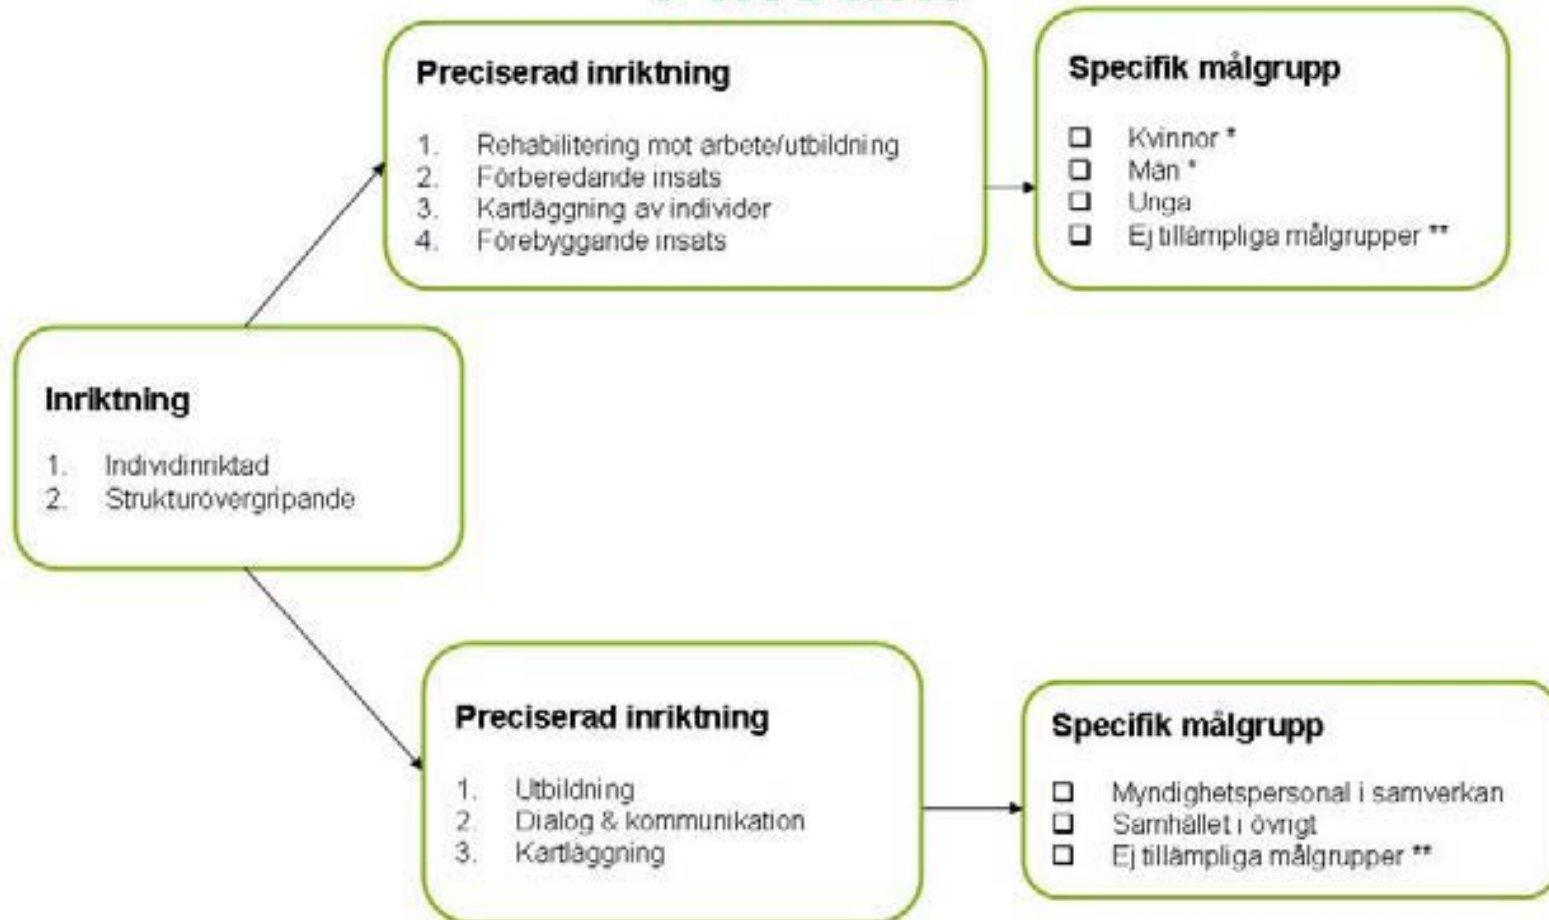 Preciserad inriktning
1. Rehabilitering mot arbete/utbildning
2. Förberedande insats
3. Kartläggning av individer
4. Förebyggande insats
Specifik målgrupp
❑ Kvinnor *
❑ Män *
❑ Unga
❑ Ej tillämpliga målgrupper **
Inriktning
1. Individinriktad
2. Strukturövergripande
Preciserad inriktning
1. Utbildning
2. Dialog & kommunikation
3. Kartläggning
Specifik målgrupp
❑ Myndighetspersonal i samverkan
❑ Samhället i övrigt
❑ Ej tillämpliga målgrupper **